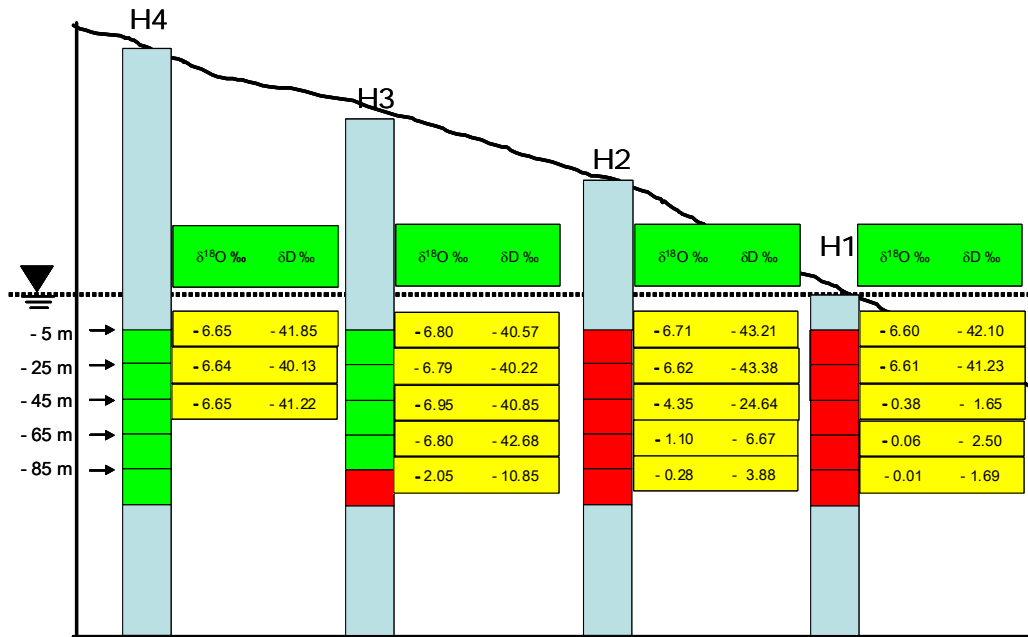 H4
H3
H2
H1
δ¹⁸O ‰ δD ‰ δ¹⁸O ‰ δD ‰ δ¹⁸O ‰ δD ‰ δ¹⁸O ‰ δD ‰
- 5 m - 6.65 - 41.85 - 6.80 - 40.57 - 6.71 - 43.21 - 6.60 - 42.10
- 25 m - 6.64 - 40.13 - 6.79 - 40.22 - 6.62 - 43.38 - 6.61 - 41.23
- 45 m - 6.65 - 41.22 - 6.95 - 40.85 - 4.35 - 24.64 - 0.38 - 1.65
- 65 m - 6.80 - 42.68 - 1.10 - 6.67 - 0.06 - 2.50
- 85 m - 2.05 - 10.85 - 0.28 - 3.88 - 0.01 - 1.69